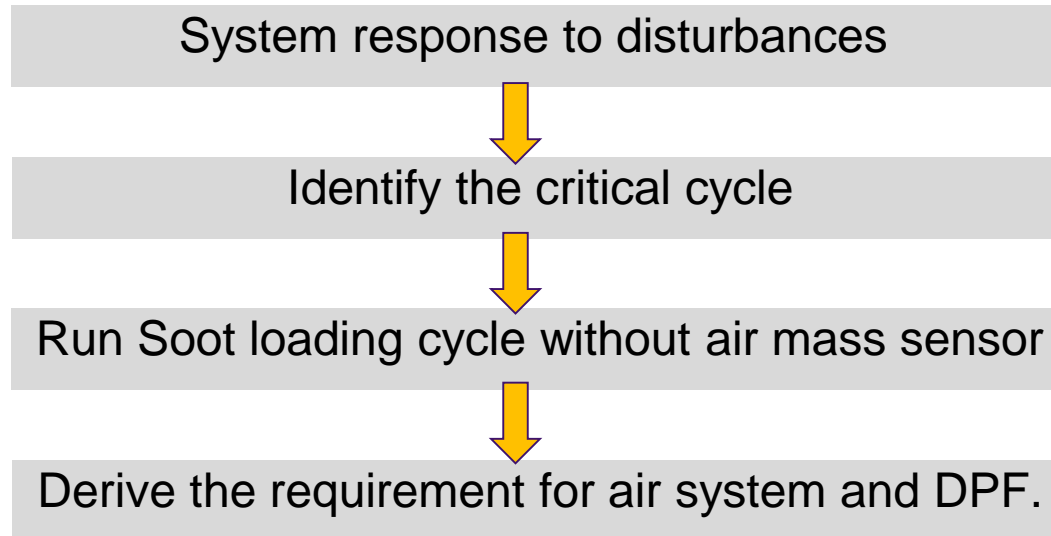 System response to disturbances
Identify the critical cycle
Run Soot loading cycle without air mass sensor
Derive the requirement for air system and DPF.